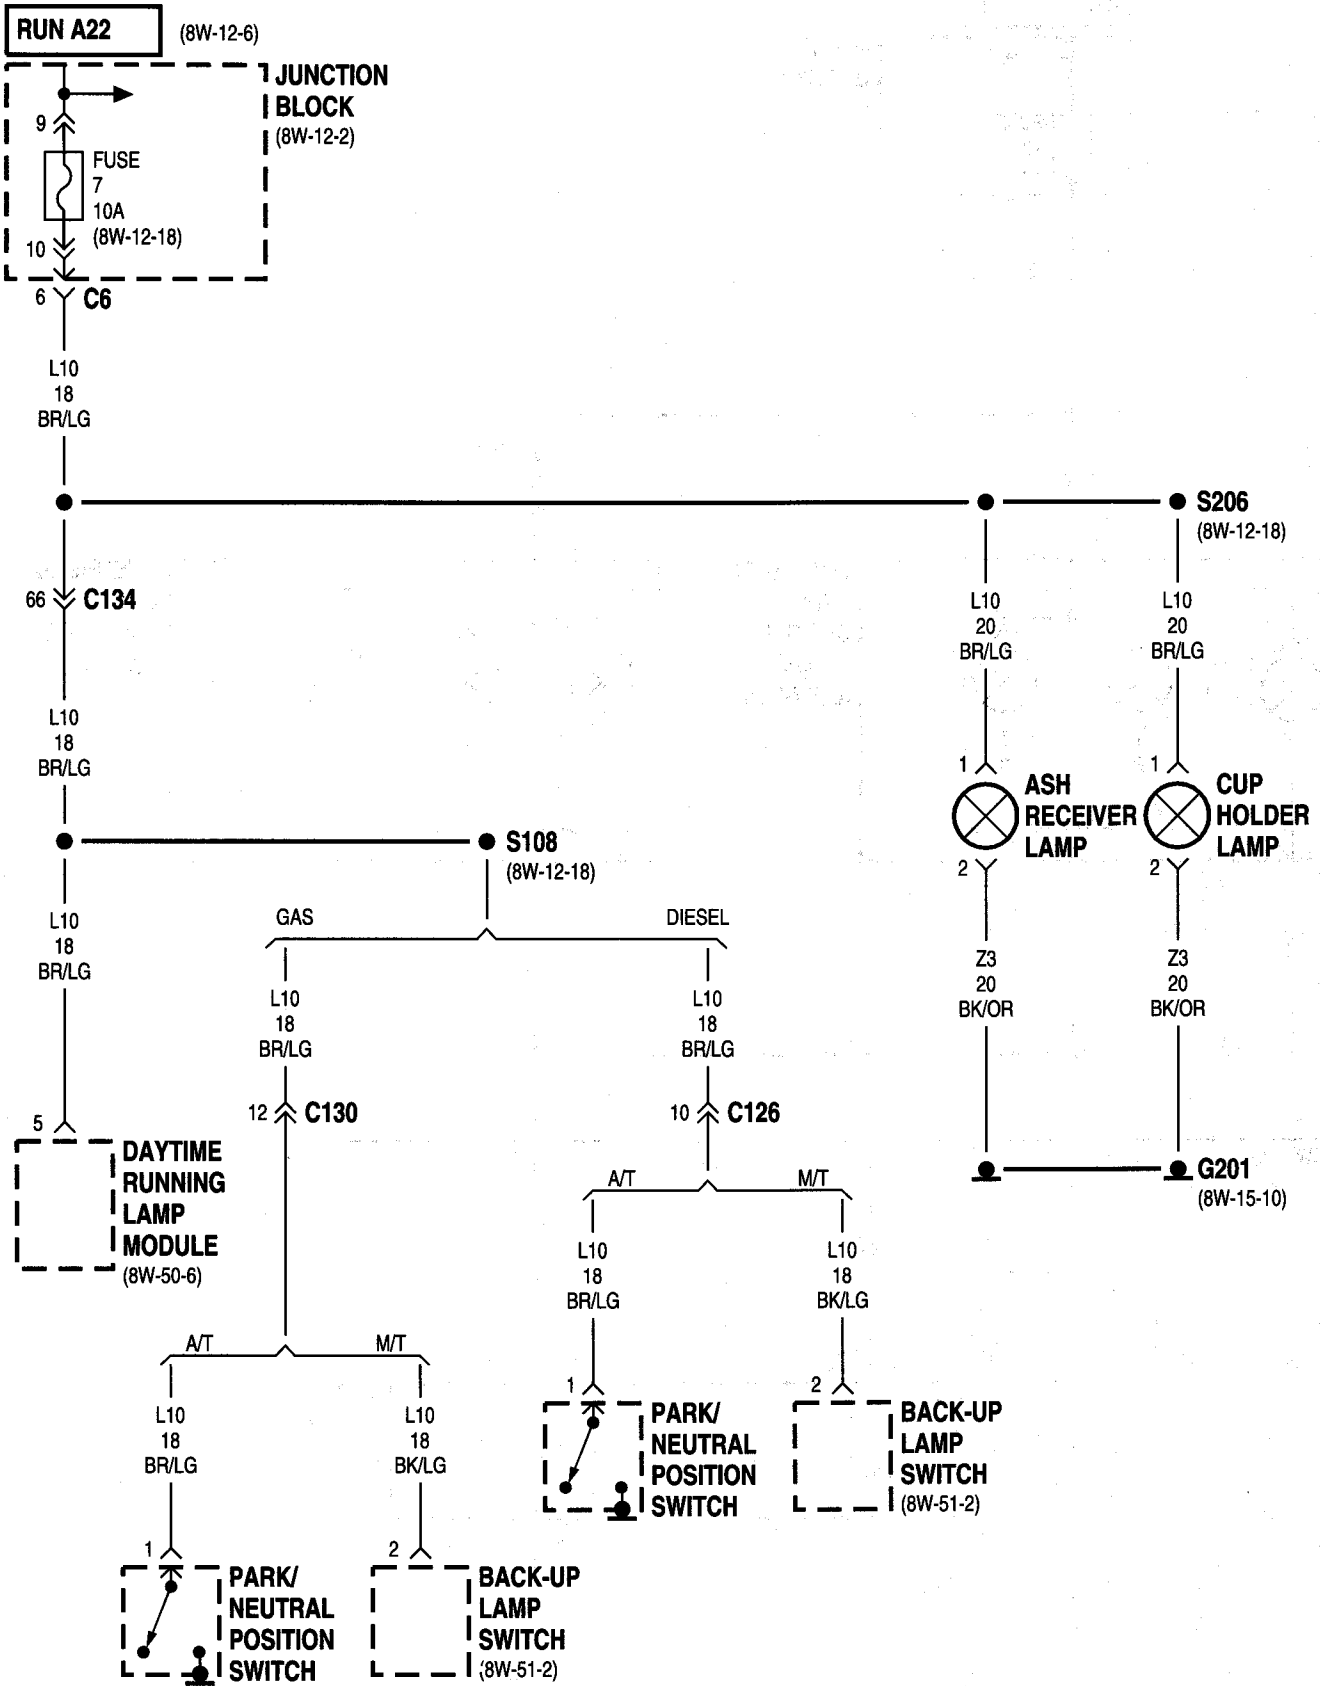 RUN A22
(8W-12-6)
JUNCTION
BLOCK
(8W-12-2)
9
FUSE
7
10A
(8W-12-18)
10
6
C6
L10
18
BR/LG
S206
(8W-12-18)
66
C134
L10
20
BR/LG
L10
20
BR/LG
L10
18
BR/LG
1
ASH
RECEIVER
LAMP
2
1
CUP
HOLDER
LAMP
2
S108
(8W-12-18)
L10
18
BR/LG
GAS
DIESEL
Z3
20
BK/OR
Z3
20
BK/OR
L10
18
BR/LG
L10
18
BR/LG
12
C130
10
C126
5
DAYTIME
RUNNING
LAMP
MODULE
(8W-50-6)
G201
(8W-15-10)
A/T
M/T
L10
18
BR/LG
L10
18
BK/LG
A/T
M/T
1
PARK/
NEUTRAL
POSITION
SWITCH
2
BACK-UP
LAMP
SWITCH
(8W-51-2)
L10
18
BR/LG
L10
18
BK/LG
1
PARK/
NEUTRAL
POSITION
SWITCH
2
BACK-UP
LAMP
SWITCH
(8W-51-2)